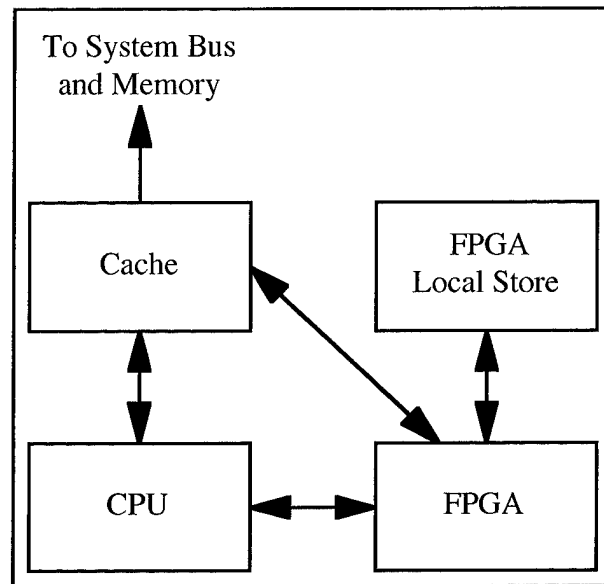 To System Bus
and Memory
Cache
FPGA
Local Store
CPU
FPGA